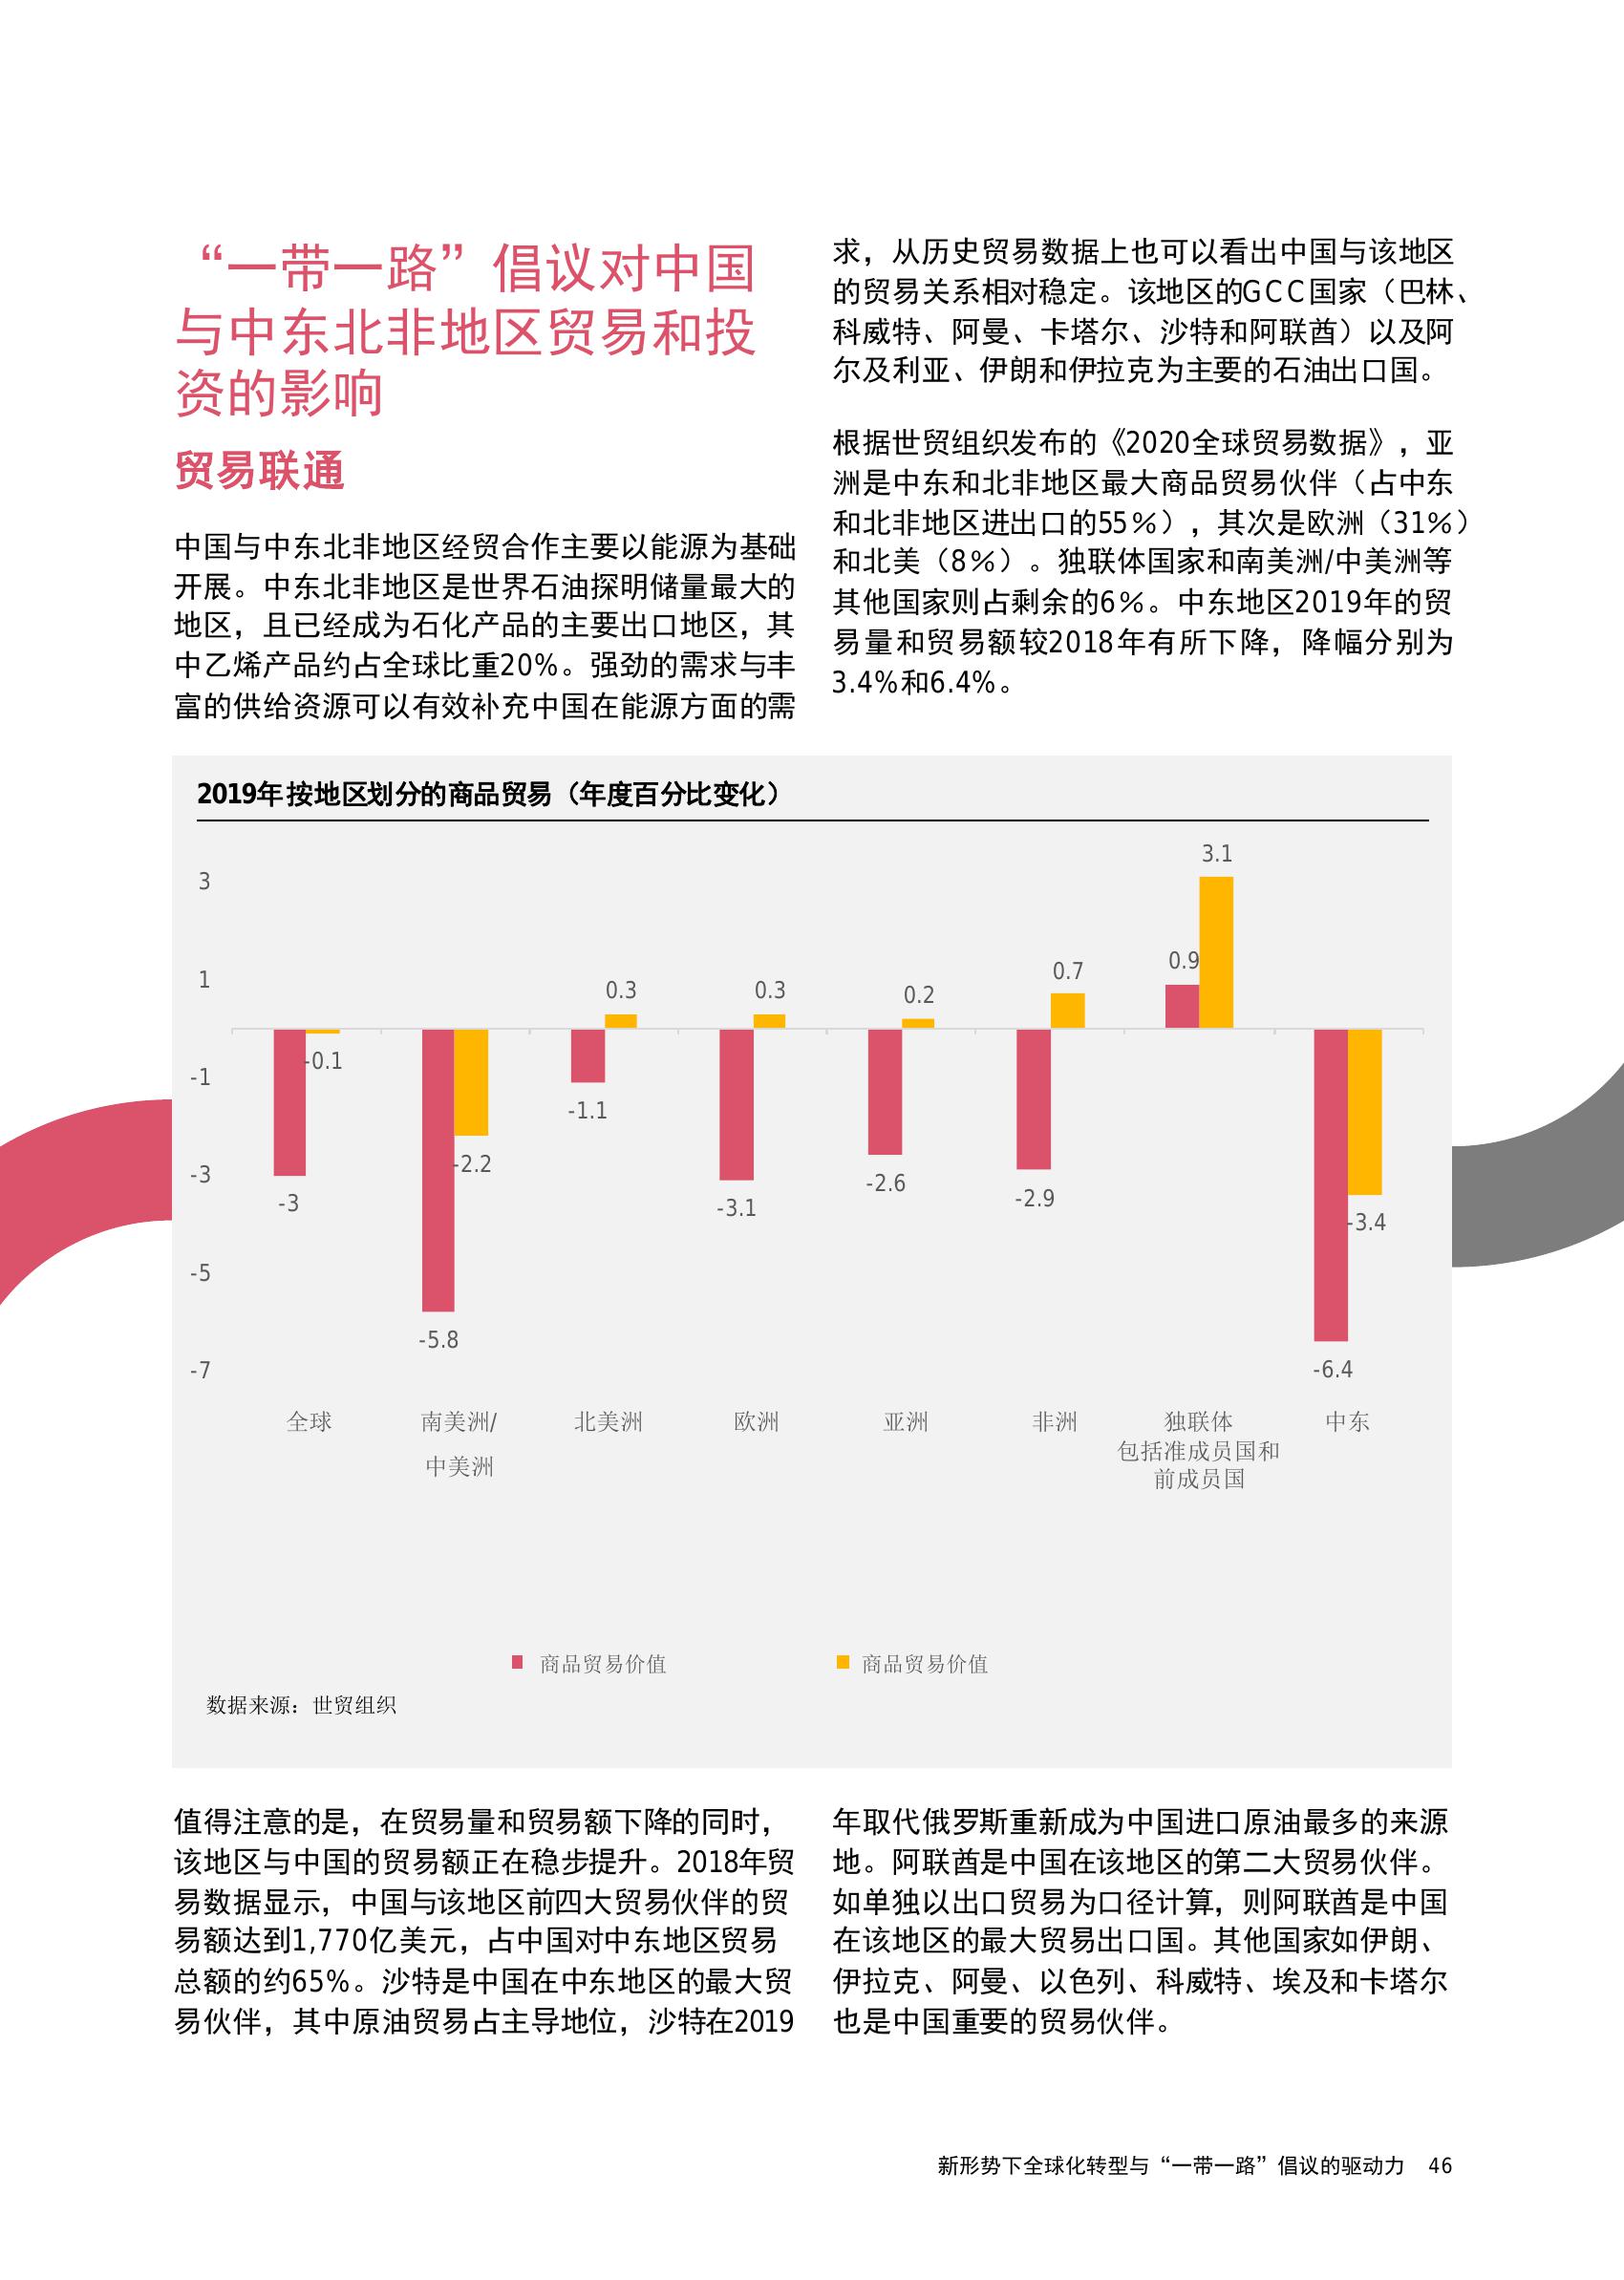 “一带一路”倡议对中国
与中东北非地区贸易和投
资的影响
贸易联通
中国与中东北非地区经贸合作主要以能源为基础
开展。中东北非地区是世界石油探明储量最大的
地区，且已经成为石化产品的主要出口地区，其
中乙烯产品约占全球比重20%。强劲的需求与丰
富的供给资源可以有效补充中国在能源方面的需
求，从历史贸易数据上也可以看出中国与该地区
的贸易关系相对稳定。该地区的GCC国家（巴林、
科威特、阿曼、卡塔尔、沙特和阿联酋）以及阿
尔及利亚、伊朗和伊拉克为主要的石油出口国。
根据世贸组织发布的《2020全球贸易数据》，亚
洲是中东和北非地区最大商品贸易伙伴（占中东
和北非地区进出口的55%），其次是欧洲（31%）
和北美（8%）。独联体国家和南美洲/中美洲等
其他国家则占剩余的6%。中东地区2019年的贸
易量和贸易额较2018年有所下降，降幅分别为
3.4%和6.4%。
2019年按地区划分的商品贸易（年度百分比变化）
3
1
-1
-3
-5
-7
-3
-0.1
-5.8
-2.2
-1.1
0.3
-3.1
0.3
-2.6
0.2
-2.9
0.7
0.9
3.1
-6.4
-3.4
全球
南美洲/
中美洲
北美洲
欧洲
亚洲
非洲
独联体
包括准成员国和
前成员国
中东
商品贸易价值
商品贸易价值
数据来源：世贸组织
值得注意的是，在贸易量和贸易额下降的同时，
该地区与中国的贸易额正在稳步提升。2018年贸
易数据显示，中国与该地区前四大贸易伙伴的贸
易额达到1,770亿美元，占中国对中东地区贸易
总额的约65%。沙特是中国在中东地区的最大贸
易伙伴，其中原油贸易占主导地位，沙特在2019
年取代俄罗斯重新成为中国进口原油最多的来源
地。阿联酋是中国在该地区的第二大贸易伙伴。
如单独以出口贸易为口径计算，则阿联酋是中国
在该地区的最大贸易出口国。其他国家如伊朗、
伊拉克、阿曼、以色列、科威特、埃及和卡塔尔
也是中国重要的贸易伙伴。
新形势下全球化转型与“一带一路”倡议的驱动力 46